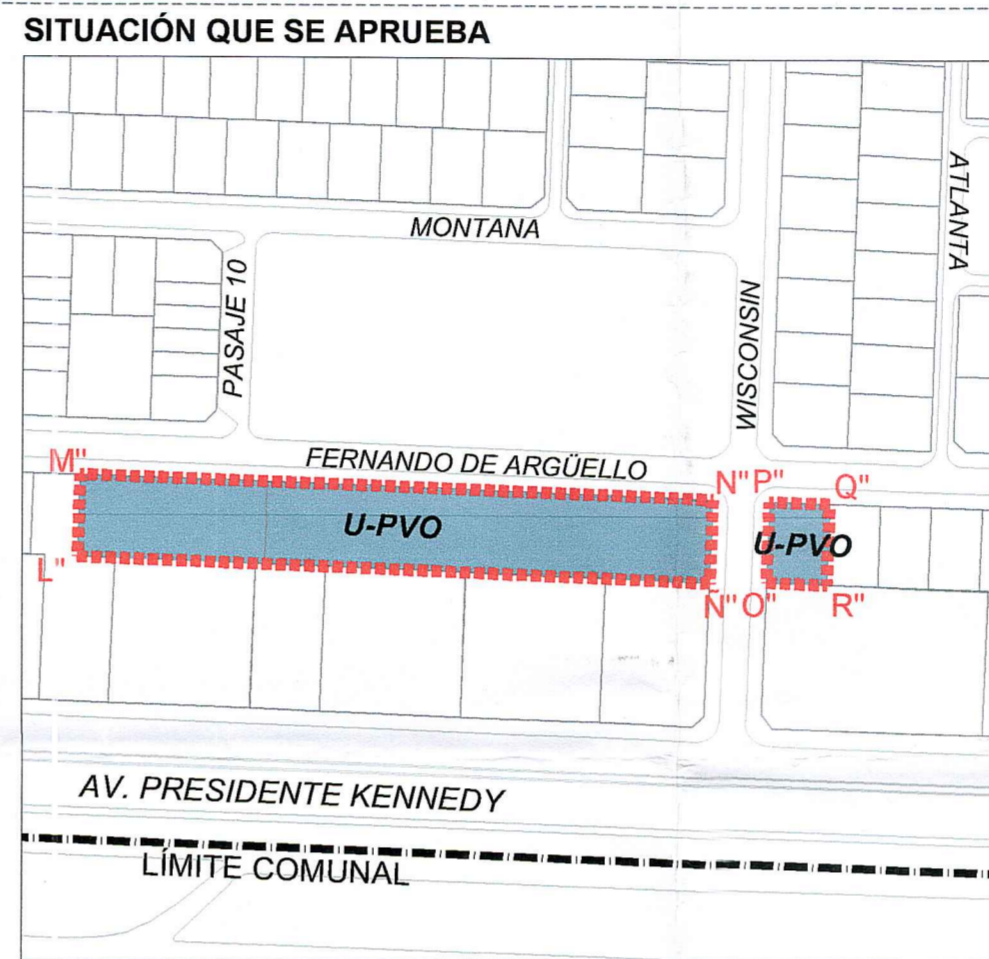 SITUACIÓN QUE SE APRUEBA
MONTANA
ATLANTA
PASAJE 10
WISCONSIN
FERNANDO DE ARGÜELLO
M" N" P" Q"
U-PVO U-PVO
L" Ñ" O" R"
AV. PRESIDENTE KENNEDY
LÍMITE COMUNAL